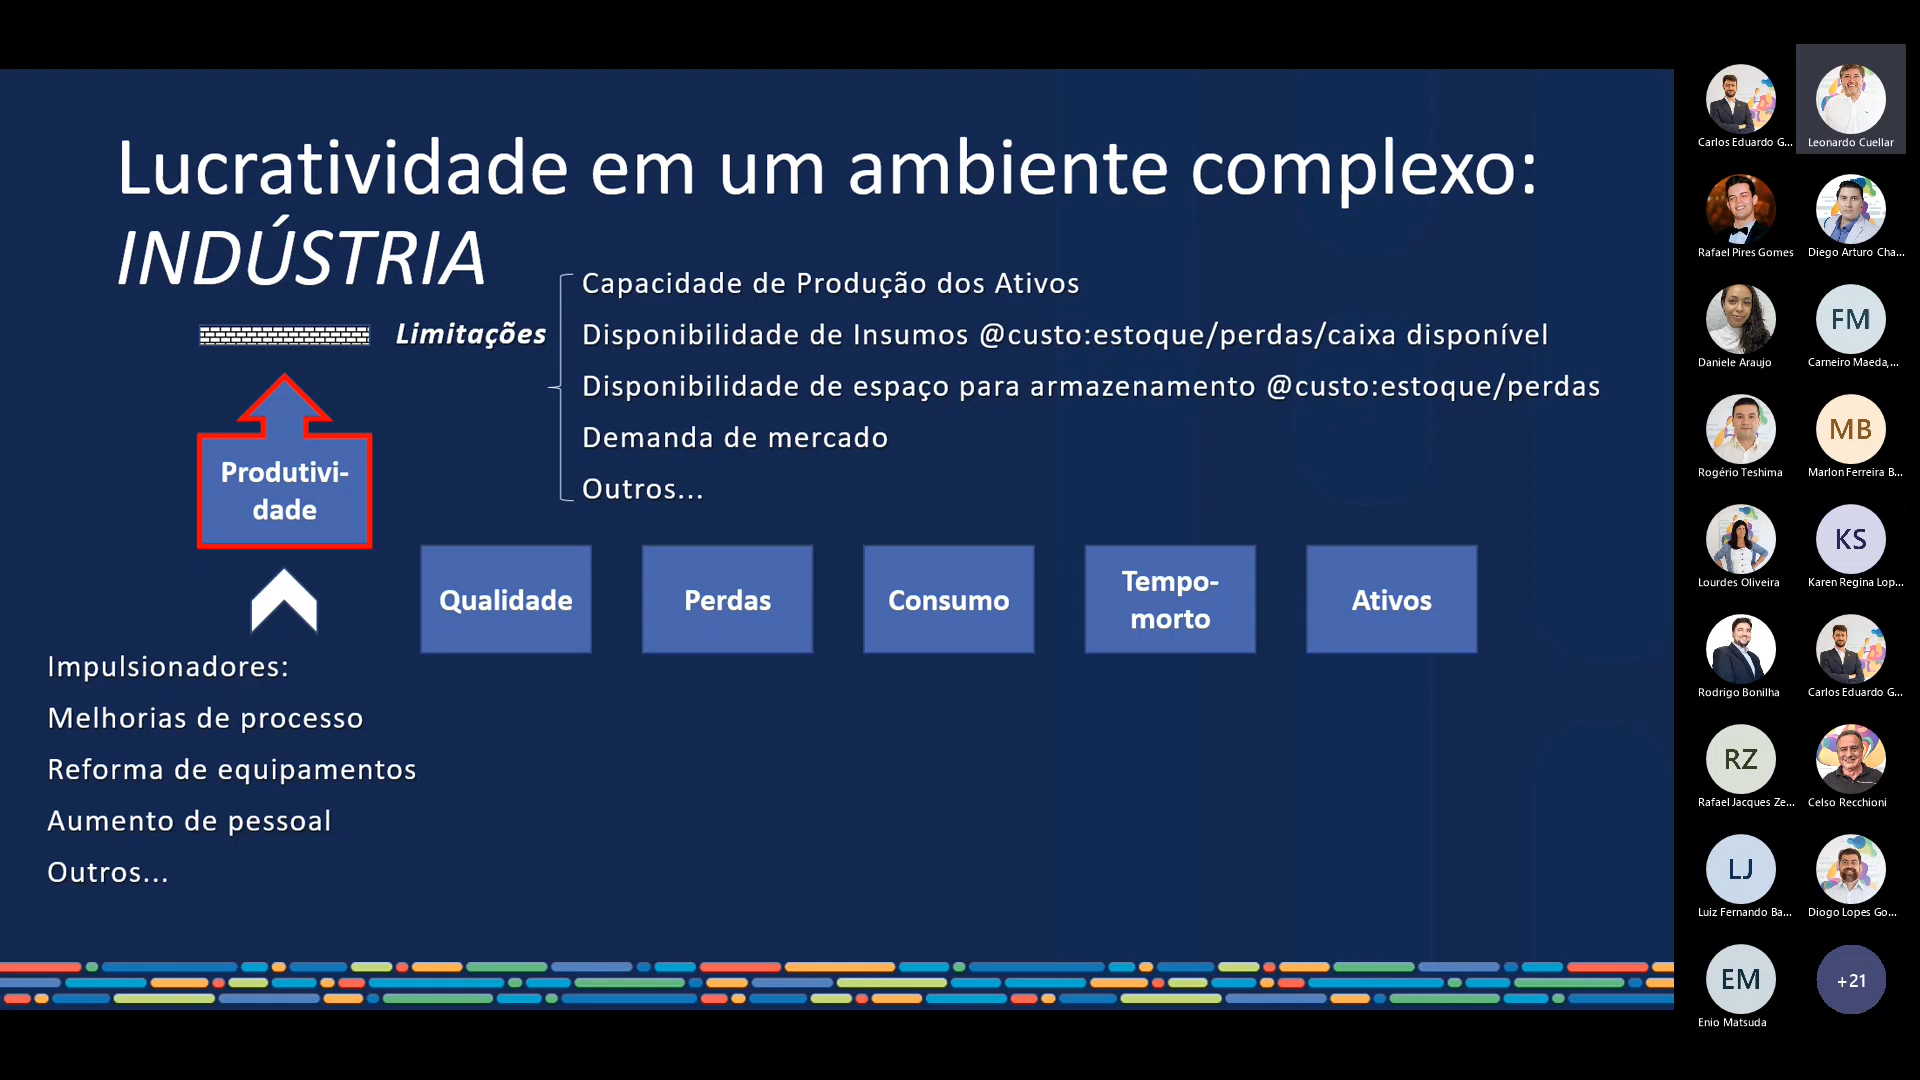 Lucratividade em um ambiente complexo:
INDÚSTRIA
Limitações
Capacidade de Produção dos Ativos
Disponibilidade de Insumos @custo:estoque/perdas/caixa disponível
Disponibilidade de espaço para armazenamento @custo:estoque/perdas
Demanda de mercado
Outros...
Produtivi-
dade
Qualidade
Perdas
Consumo
Tempo-
morto
Ativos
Impulsionadores:
Melhorias de processo
Reforma de equipamentos
Aumento de pessoal
Outros...
Carlos Eduardo G...
Leonardo Cuellar
Rafael Pires Gomes
Diego Arturo Cha...
Daniele Araujo
FM
Carneiro Maeda,...
Rogério Teshima
MB
Marlon Ferreira B...
Lourdes Oliveira
KS
Karen Regina Lop...
Rodrigo Bonilha
Carlos Eduardo G...
RZ
Rafael Jacques Ze...
Celso Recchioni
LJ
Luiz Fernando Ba...
Diogo Lopes Go...
EM
Enio Matsuda
+21